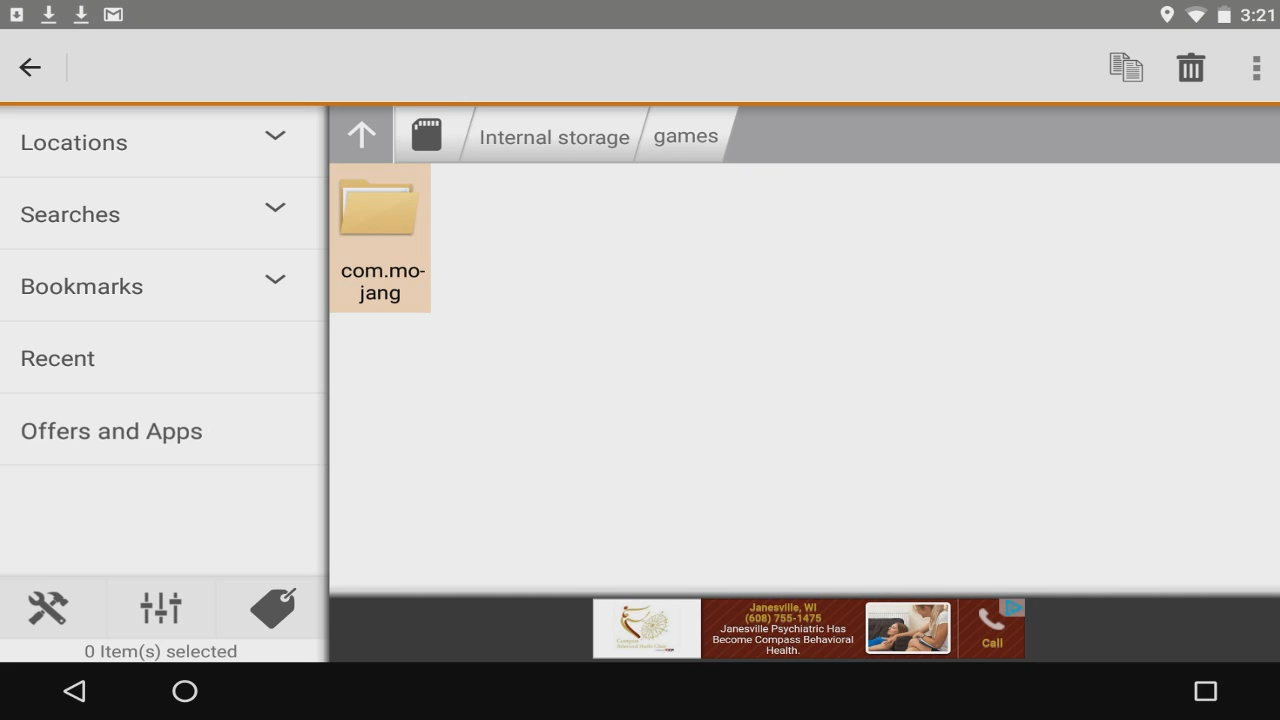 3:21
Locations
Searches
Bookmarks
Recent
Offers and Apps
0 Item(s) selected
Internal storage
games
com.mo-
jang
Janesville, WI
(608) 755-1475
Janesville Psychiatric Has
Become Compass Behavioral
Health.
Call